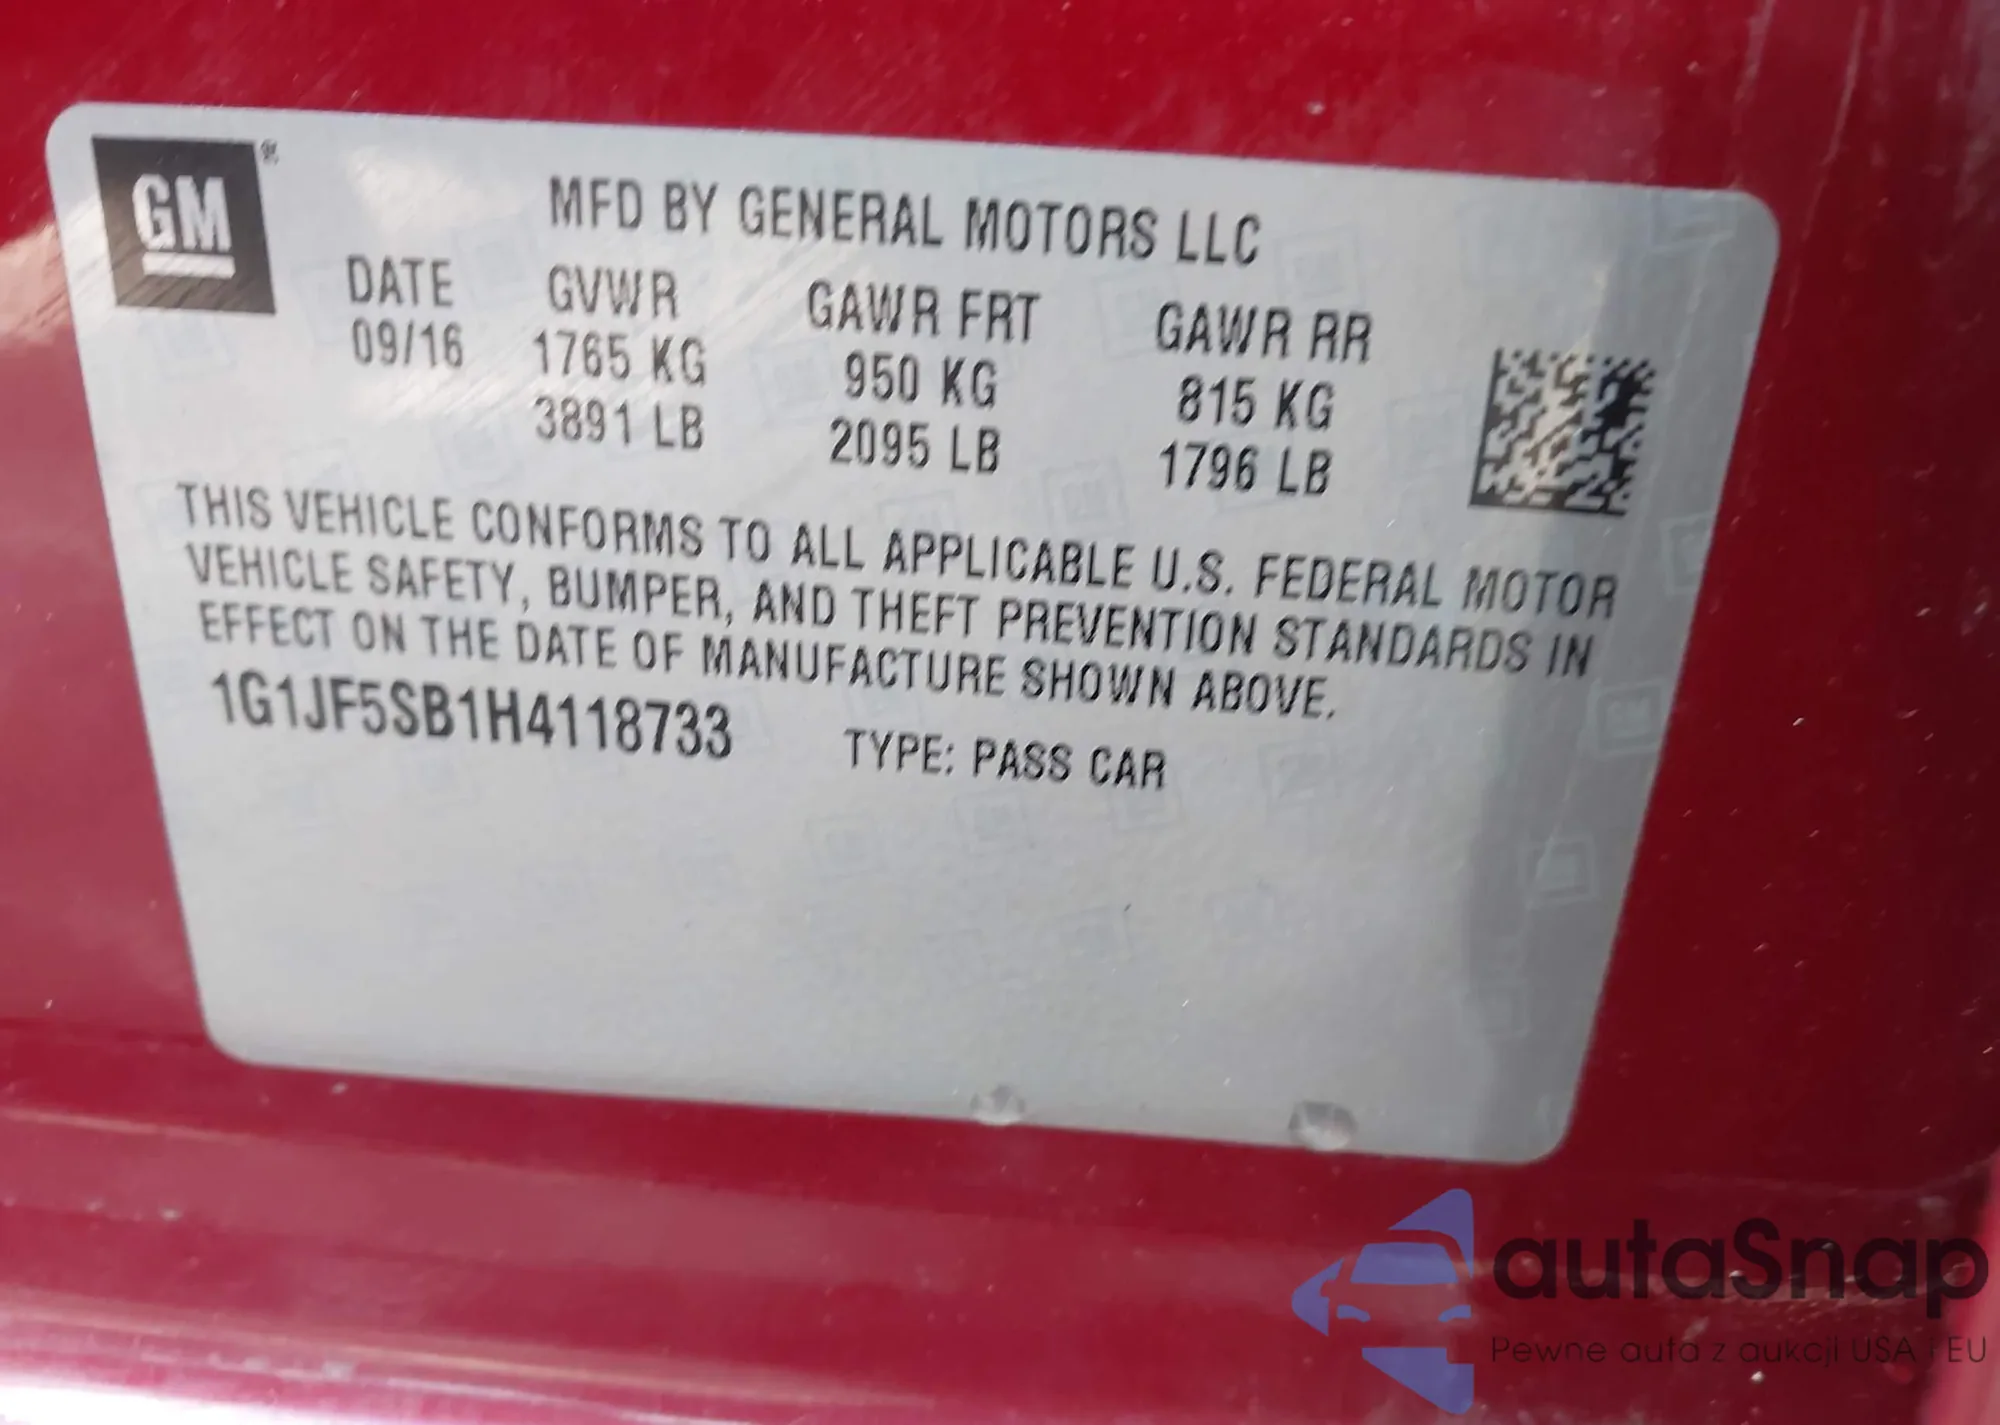 GM
MFD BY GENERAL MOTORS LLC
DATE GVWR GAWR FRT GAWR RR
09/16 1765 KG 950 KG 815 KG
3891 LB 2095 LB 1796 LB
THIS VEHICLE CONFORMS TO ALL APPLICABLE U.S. FEDERAL MOTOR
VEHICLE SAFETY, BUMPER, AND THEFT PREVENTION STANDARDS IN
EFFECT ON THE DATE OF MANUFACTURE SHOWN ABOVE.
1G1JF5SB1H4118733 TYPE: PASS CAR
autaSnap
Pewne auta z aukcji USA i EU